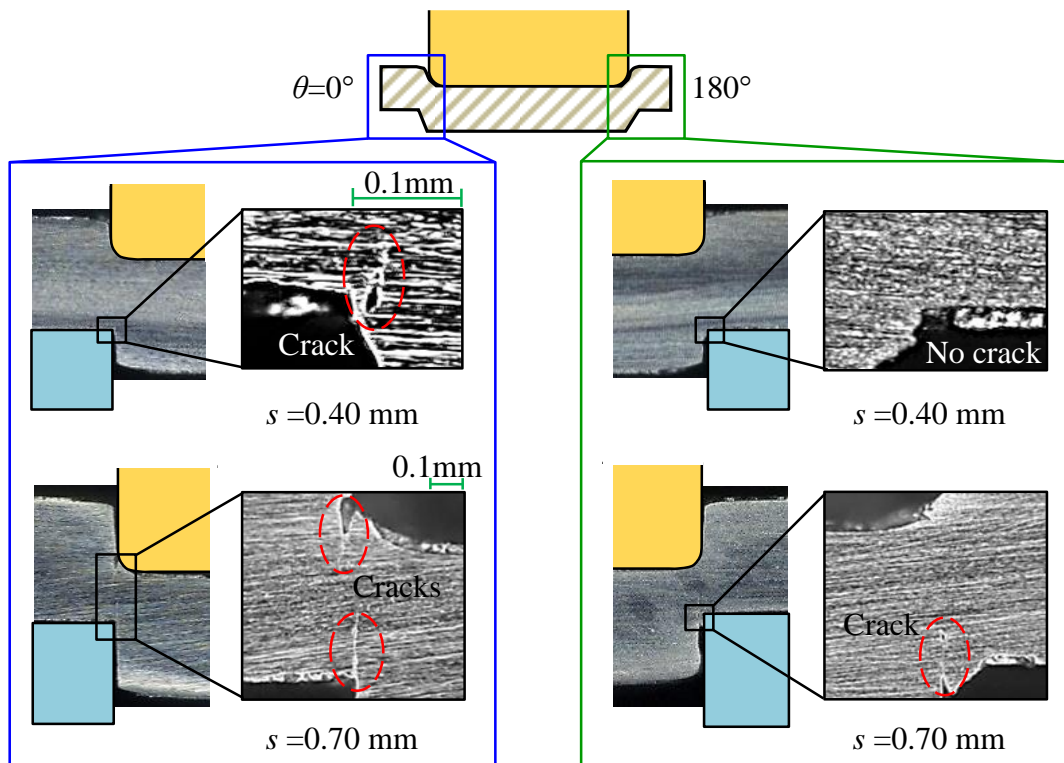 θ=0°
180°
0.1mm
Crack
s =0.40 mm
No crack
s =0.40 mm
0.1mm
Cracks
s =0.70 mm
Crack
s =0.70 mm